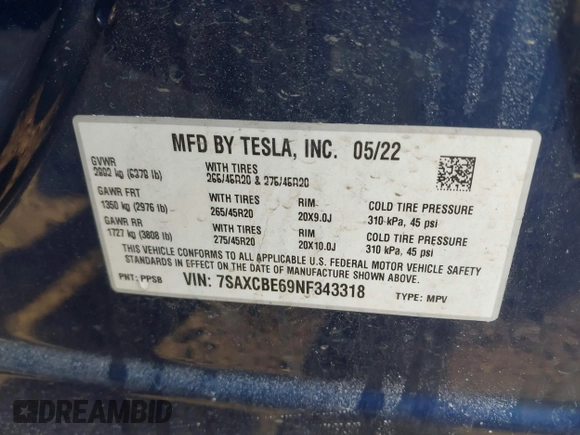 MFD BY TESLA, INC. 05/22
GVWR WITH TIRES
2902 kg (6378 lb) 265/45R20 & 275/45R20
GAWR FRT WITH TIRES RIM COLD TIRE PRESSURE
1350 kg (2976 lb) 265/45R20 20X9.0J 310 kPa, 45 psi
GAWR RR WITH TIRES RIM COLD TIRE PRESSURE
1727 kg (3808 lb) 275/45R20 20X10.0J 310 kPa, 45 psi
THIS VEHICLE CONFORMS TO ALL APPLICABLE U.S. FEDERAL MOTOR VEHICLE SAFETY
STANDARDS IN EFFECT ON THE DATE OF MANUFACTURE SHOWN ABOVE.
PNT: PPSB VIN: 7SAXCBE69NF343318 TYPE: MPV
DREAMBID